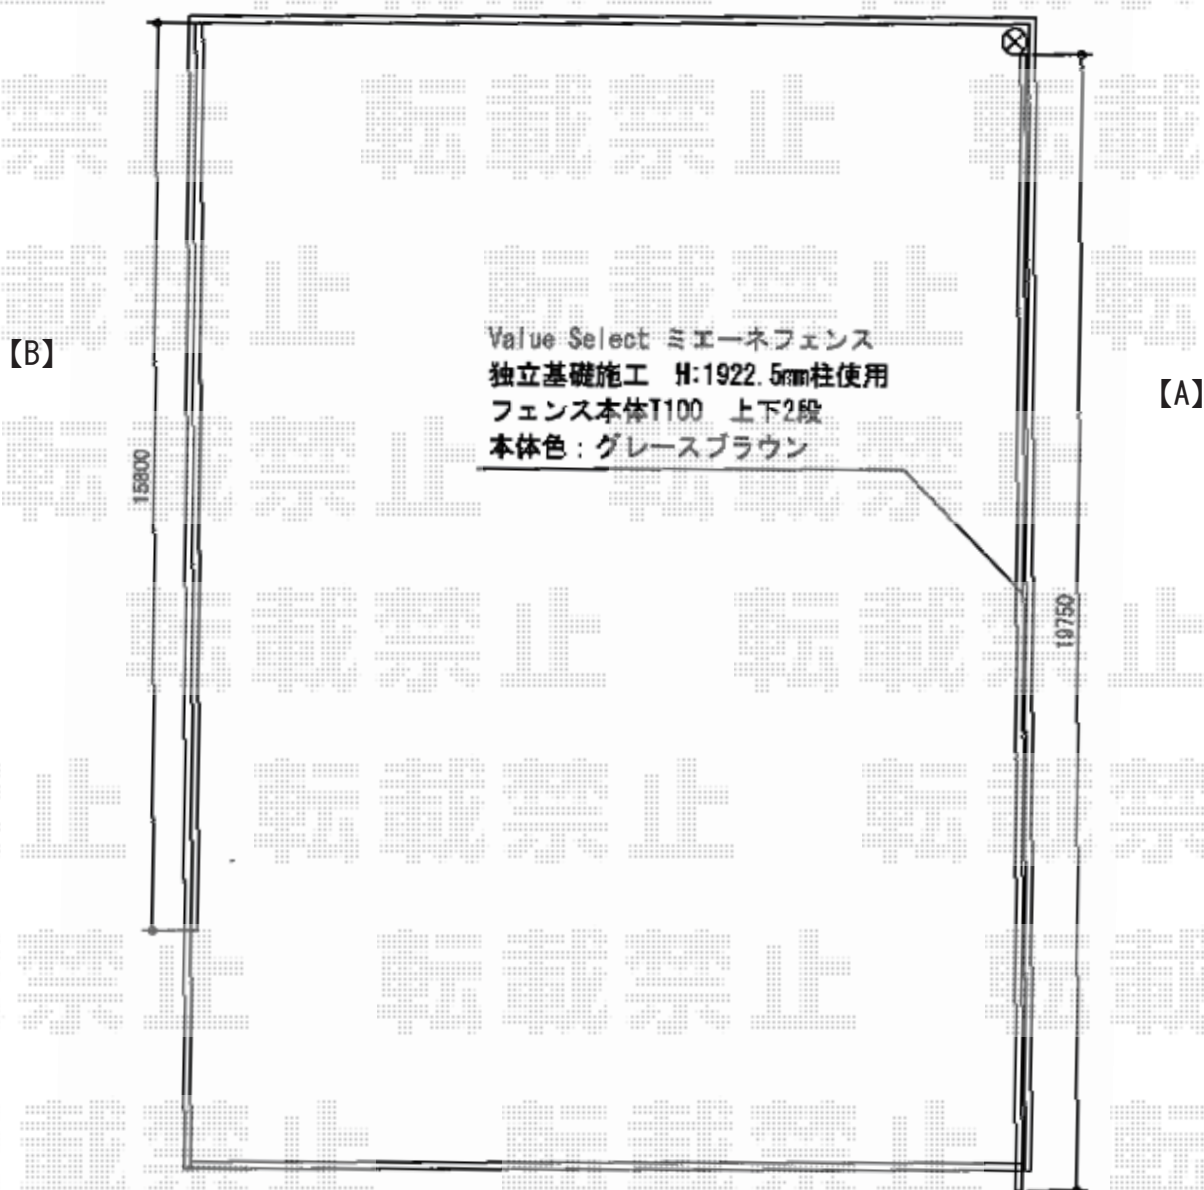 【B】
【A】
Value Select ミエーネフェンス
独立基礎施工 H:1922.5mm柱使用
フェンス本体T100 上下2段
本体色:グレースブラウン
15800
19750
転載禁止